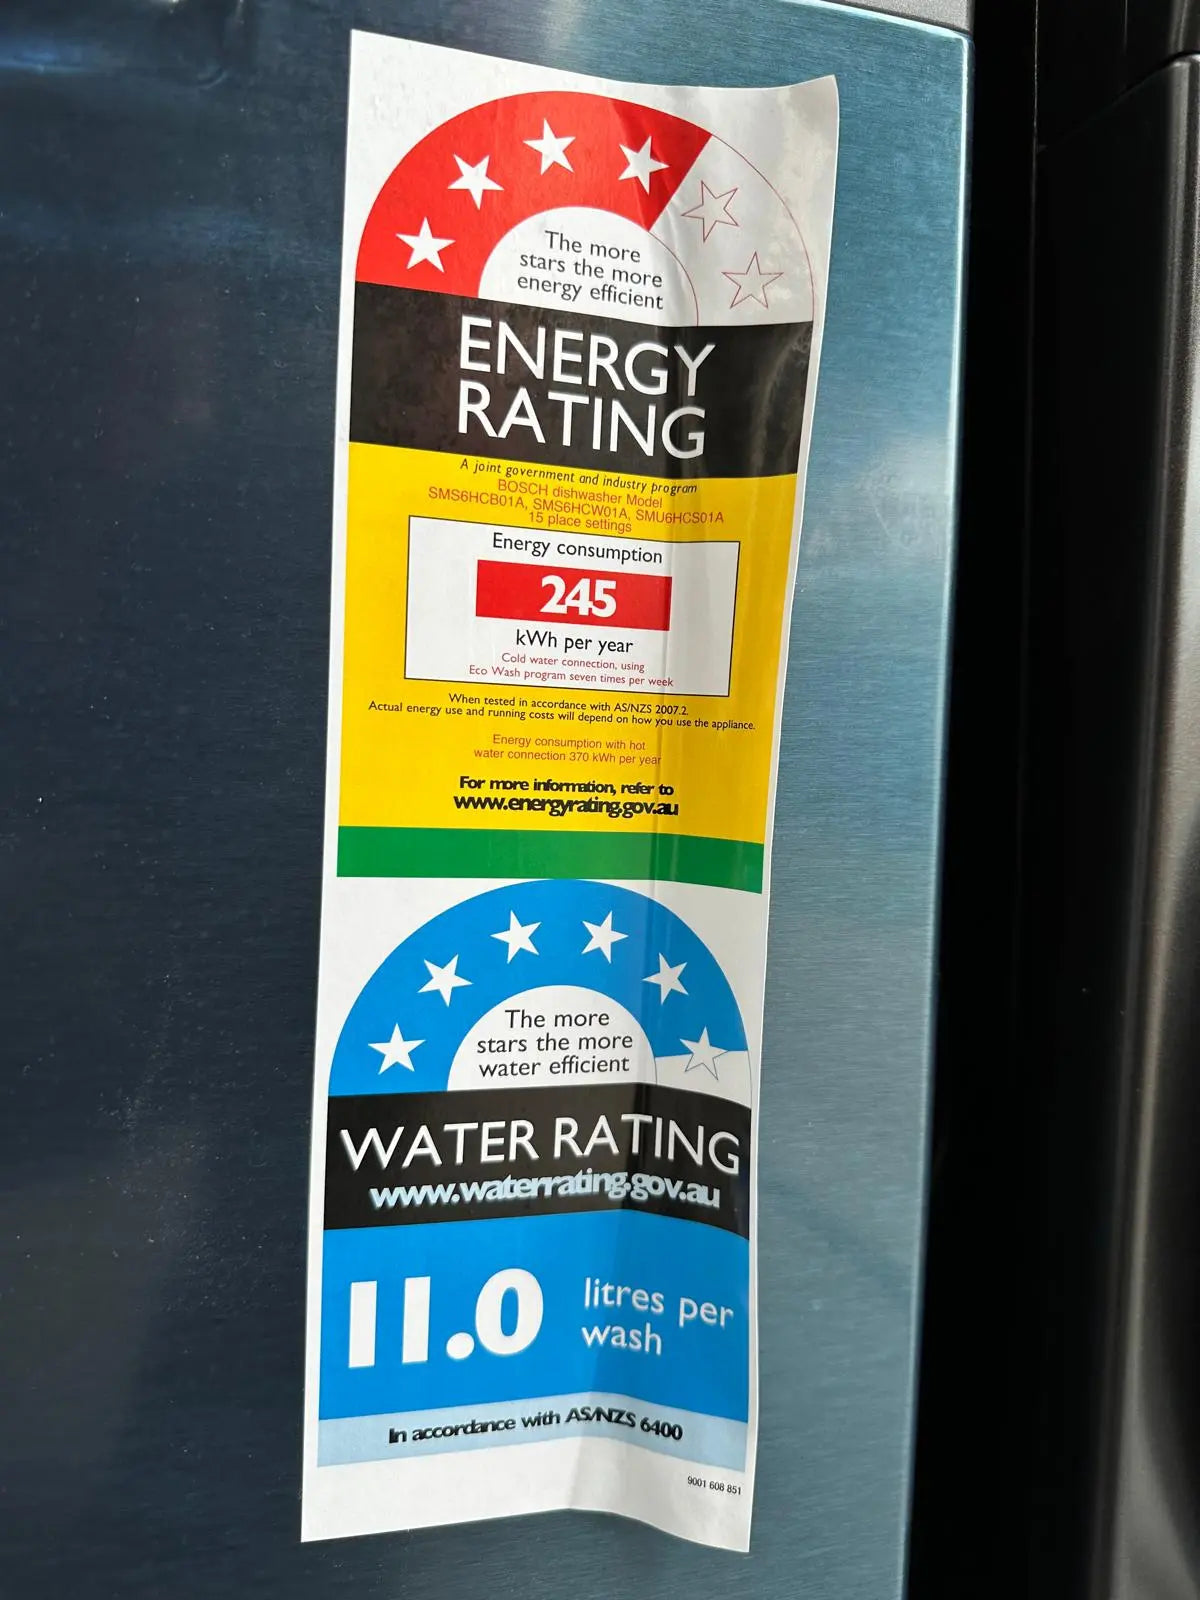 The more
stars the more
energy efficient
ENERGY
RATING
A joint government and industry program
BOSCH dishwasher Model
SMS6HCB01A, SMS6HCW01A, SMU6HCS01A
15 place settings
Energy consumption
245
kWh per year
Cold water connection, using
Eco Wash program seven times per week
When tested in accordance with AS/NZS 2007.2.
Actual energy use and running costs will depend on how you use the appliance.
Energy consumption with hot
water connection 370 kWh per year
For more information, refer to
www.energyrating.gov.au
The more
stars the more
water efficient
WATER RATING
www.waterrating.gov.au
11.0 litres per
wash
In accordance with AS/NZS 6400
9001 608 851